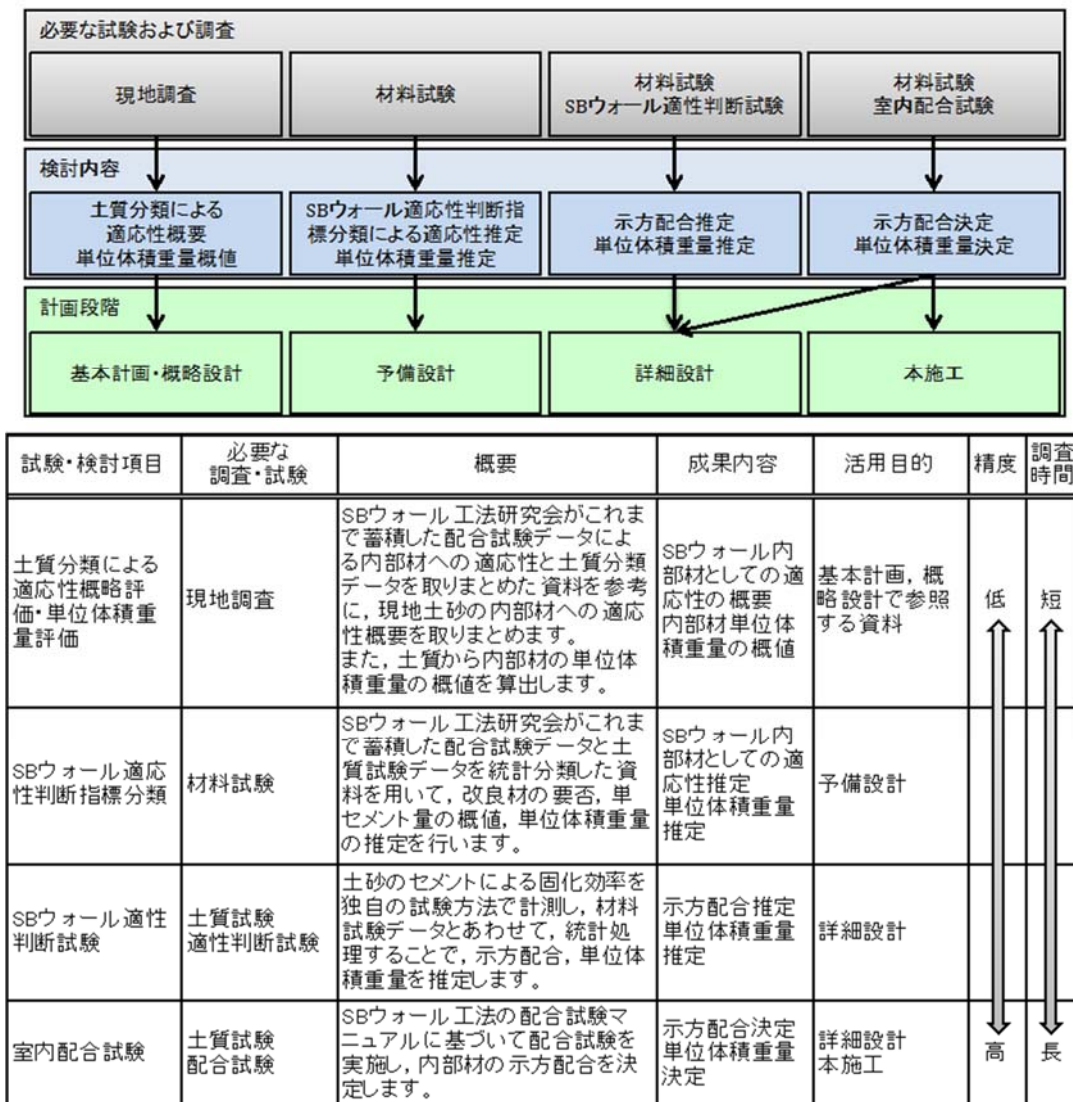 必要な試験および調査
現地調査
材料試験
材料試験
SBウォール適性判断試験
材料試験
室内配合試験
検討内容
土質分類による
適応性概要
単位体積重量概値
SBウォール適応性判断指
標分類による適応性推定
単位体積重量推定
示方配合推定
単位体積重量推定
示方配合決定
単位体積重量決定
計画段階
基本計画・概略設計
予備設計
詳細設計
本施工
試験・検討項目
必要な
調査・試験
概要
成果内容
活用目的
精度
調査
時間
土質分類による
適応性概略評
価・単位体積重
量評価
現地調査
SBウォール工法研究会がこれま
で蓄積した配合試験データによ
る内部材への適応性と土質分類
データを取りまとめた資料を参考
に，現地土砂の内部材への適応
性概要を取りまとめます。
また，土質から内部材の単位体
積重量の概値を算出します。
SBウォール内
部材としての適
応性の概要
内部材単位体
積重量の概値
基本計画，概
略設計で参照
する資料
低
短
SBウォール適応
性判断指標分類
材料試験
SBウォール工法研究会がこれま
で蓄積した配合試験データと土
質試験データを統計分類した資
料を用いて，改良材の要否，単
セメント量の概値，単位体積重量
の推定を行います。
SBウォール内
部材としての適
応性推定
単位体積重量
推定
予備設計
SBウォール適性
判断試験
土質試験
適性判断試験
土砂のセメントによる固化効率を
独自の試験方法で計測し，材料
試験データとあわせて，統計処
理することで，示方配合，単位体
積重量を推定します。
示方配合推定
単位体積重量
推定
詳細設計
室内配合試験
土質試験
配合試験
SBウォール工法の配合試験マ
ニュアルに基づいて配合試験を
実施し，内部材の示方配合を決
定します。
示方配合決定
単位体積重量
決定
詳細設計
本施工
高
長